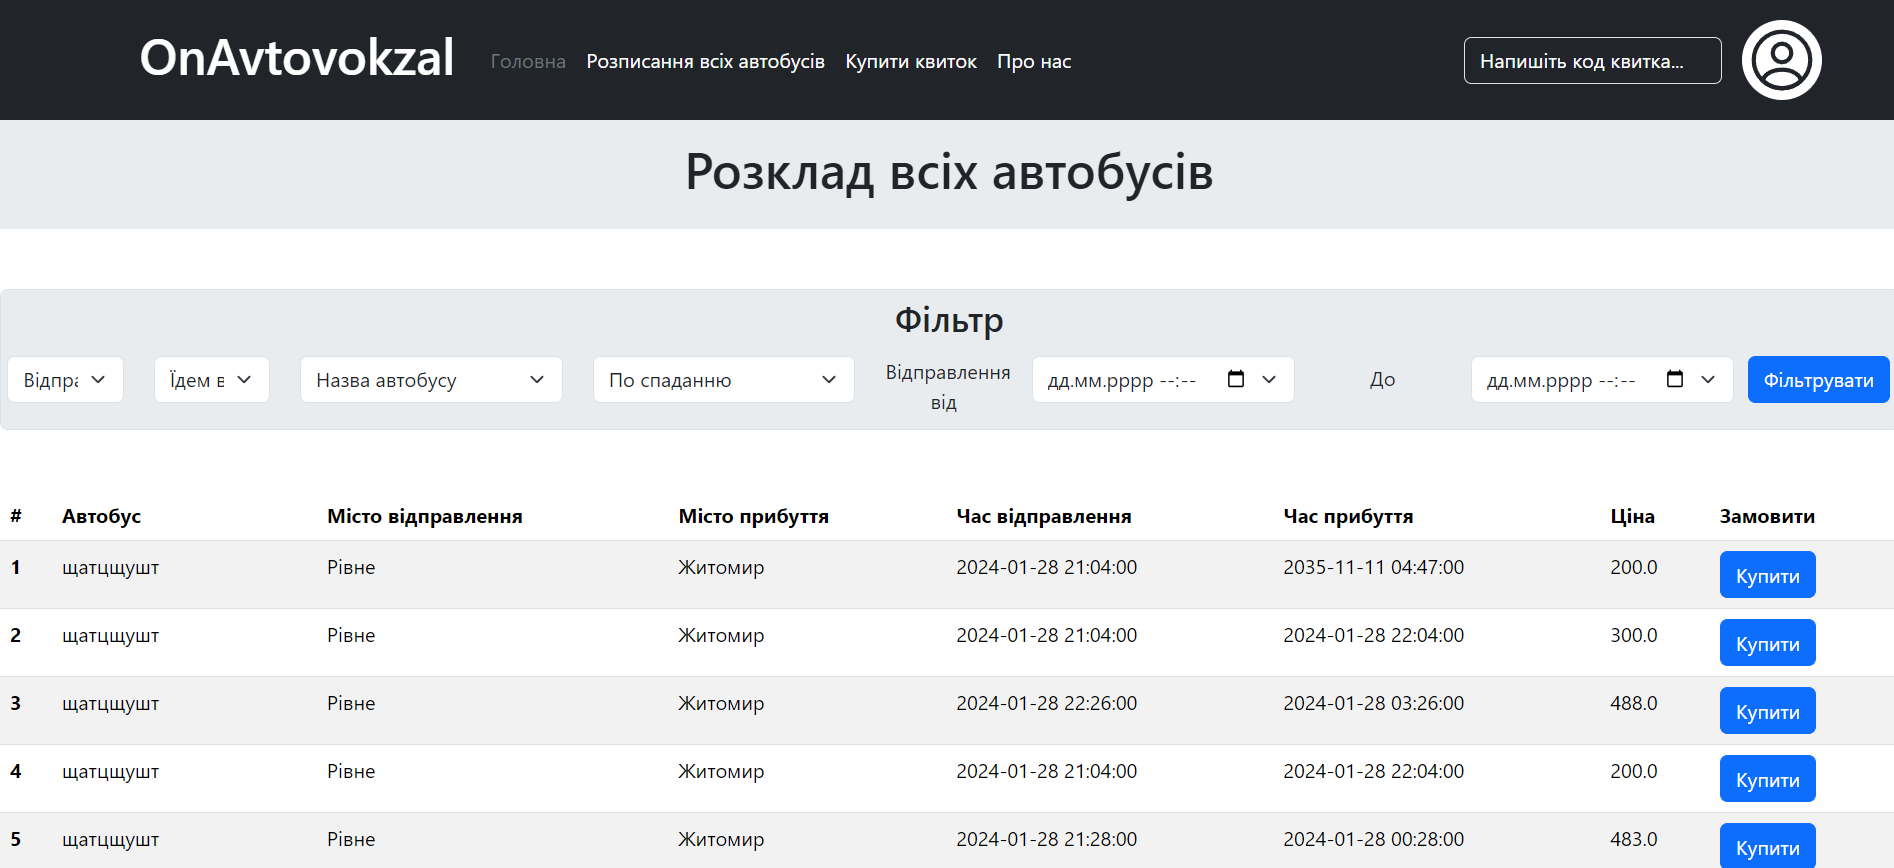 OnAvtovokzal Головна Розписання всіх автобусів Купити квиток Про нас Напишіть код квитка...
Розклад всіх автобусів
Фільтр
Відпра Їдем в Назва автобусу По спаданню Відправлення від дд.мм.рррр --:-- До дд.мм.рррр --:-- Фільтрувати
# Автобус Місто відправлення Місто прибуття Час відправлення Час прибуття Ціна Замовити
1 щатцщушт Рівне Житомир 2024-01-28 21:04:00 2035-11-11 04:47:00 200.0 Купити
2 щатцщушт Рівне Житомир 2024-01-28 21:04:00 2024-01-28 22:04:00 300.0 Купити
3 щатцщушт Рівне Житомир 2024-01-28 22:26:00 2024-01-28 03:26:00 488.0 Купити
4 щатцщушт Рівне Житомир 2024-01-28 21:04:00 2024-01-28 22:04:00 200.0 Купити
5 щатцщушт Рівне Житомир 2024-01-28 21:28:00 2024-01-28 00:28:00 483.0 Купити